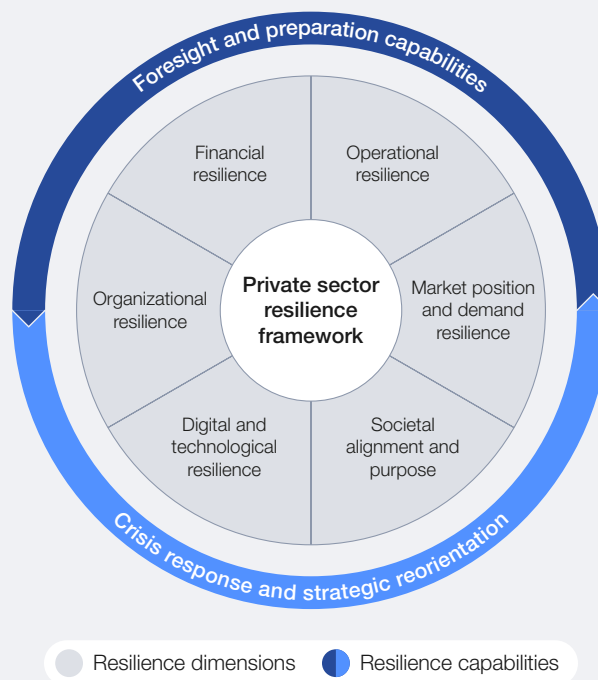 Foresight and preparation capabilities
Financial
resilience
Operational
resilience
Organizational
resilience
Private sector
resilience
framework
Market position
and demand
resilience
Digital and
technological
resilience
Societal
alignment and
purpose
Crisis response and strategic reorientation
Resilience dimensions
Resilience capabilities